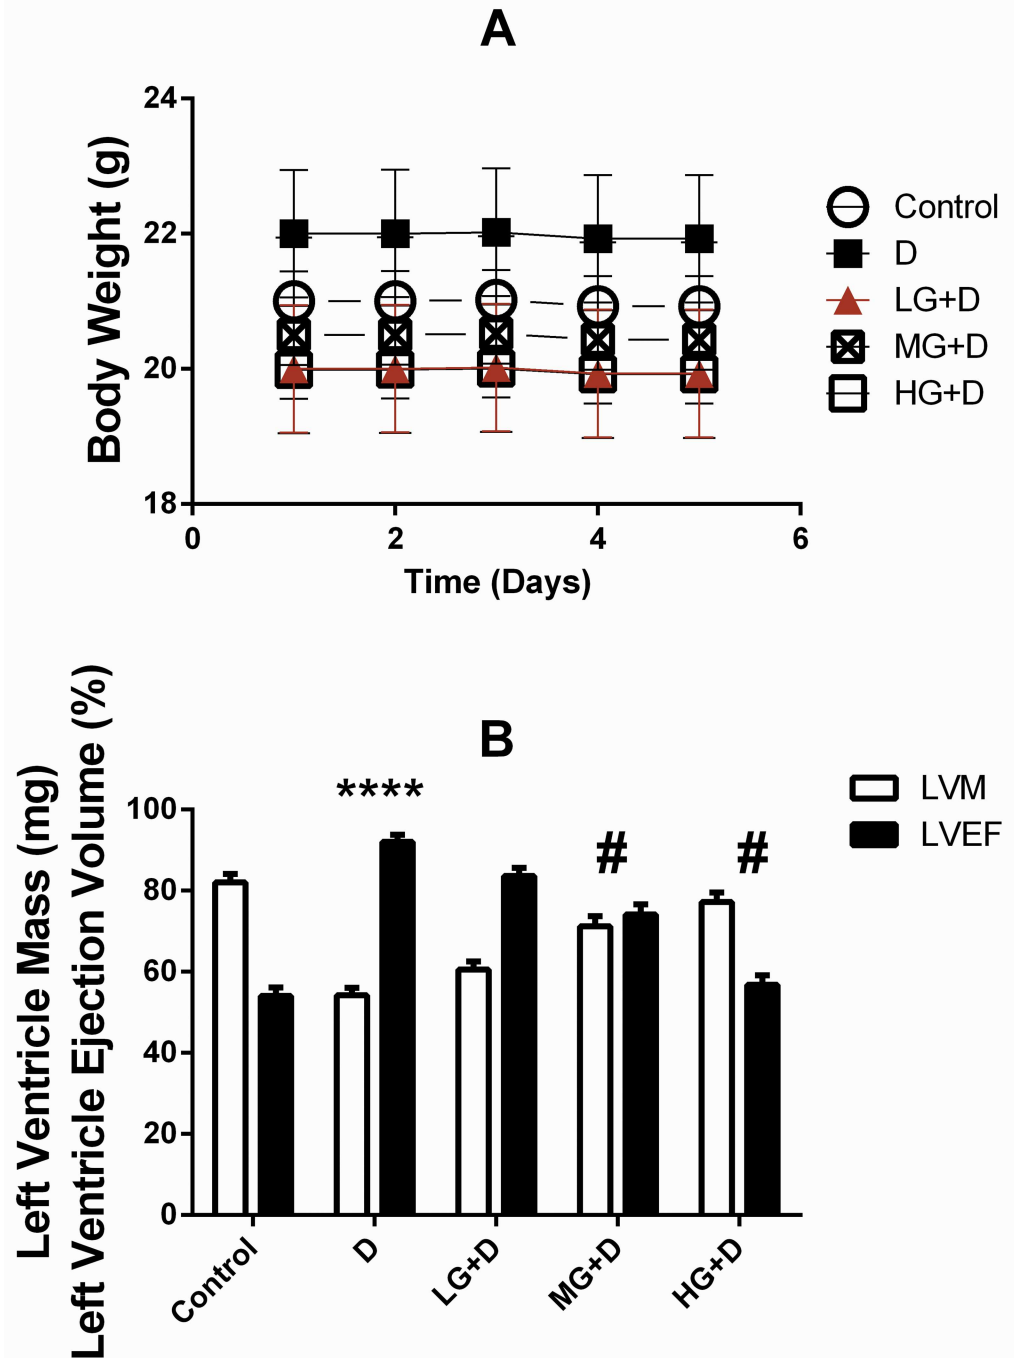 A
Body Weight (g)
24
22
20
18
0
2
4
6
Time (Days)
Control
D
LG+D
MG+D
HG+D
B
Left Ventricle Mass (mg)
Left Ventricle Ejection Volume (%)
100
80
60
40
20
0
****
#
#
Control
D
LG+D
MG+D
HG+D
LVM
LVEF